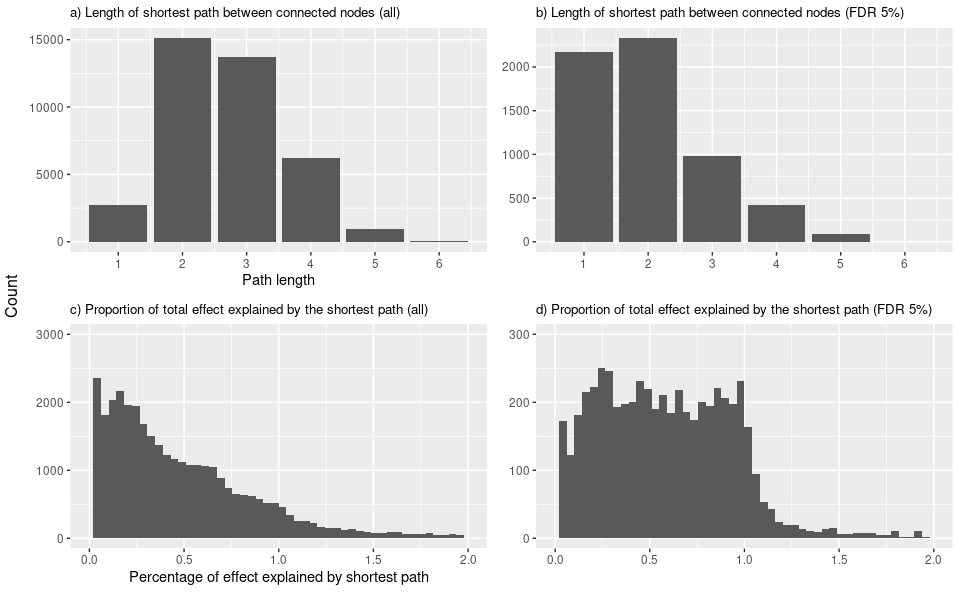 a) Length of shortest path between connected nodes (all)
15000
10000
5000
0
1 2 3 4 5 6
Path length
b) Length of shortest path between connected nodes (FDR 5%)
2000
1500
1000
500
0
1 2 3 4 5 6
Count
c) Proportion of total effect explained by the shortest path (all)
3000
2000
1000
0
0.0 0.5 1.0 1.5 2.0
Percentage of effect explained by shortest path
d) Proportion of total effect explained by the shortest path (FDR 5%)
300
200
100
0
0.0 0.5 1.0 1.5 2.0